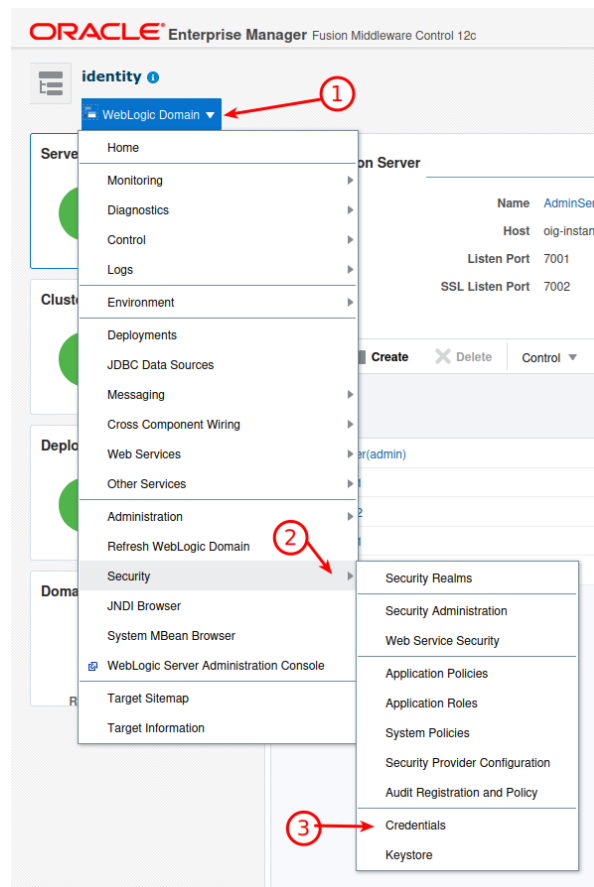 ORACLE Enterprise Manager Fusion Middleware Control 12c
identity
1
WebLogic Domain
Serve
on Server
Name AdminSer
Host oig-instan
Listen Port 7001
SSL Listen Port 7002
Home
Monitoring
Diagnostics
Control
Logs
Clust
Environment
Deployments
JDBC Data Sources
Create Delete Control
Messaging
Cross Component Wiring
Deplo
Web Services
er(admin)
Other Services
1
Administration
2
2
Refresh WebLogic Domain
1
Security
Doma
JNDI Browser
System MBean Browser
WebLogic Server Administration Console
R
Target Sitemap
Target Information
Security Realms
Security Administration
Web Service Security
Application Policies
Application Roles
System Policies
Security Provider Configuration
Audit Registration and Policy
3
Credentials
Keystore